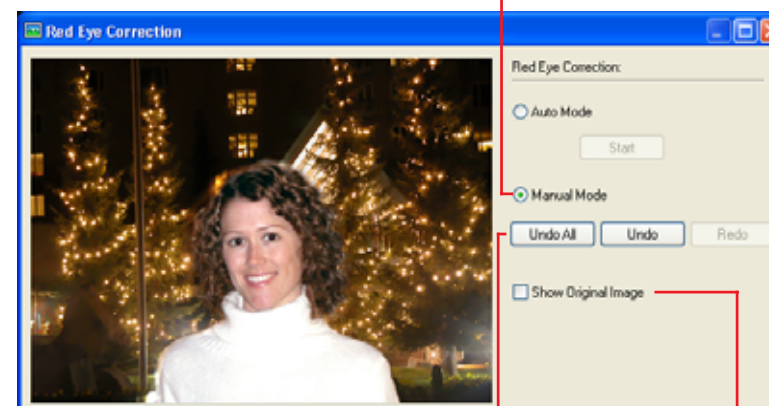 Red Eye Correction
Red Eye Correction:
Auto Mode
Start
Manual Mode
Undo All Undo Redo
Show Original Image